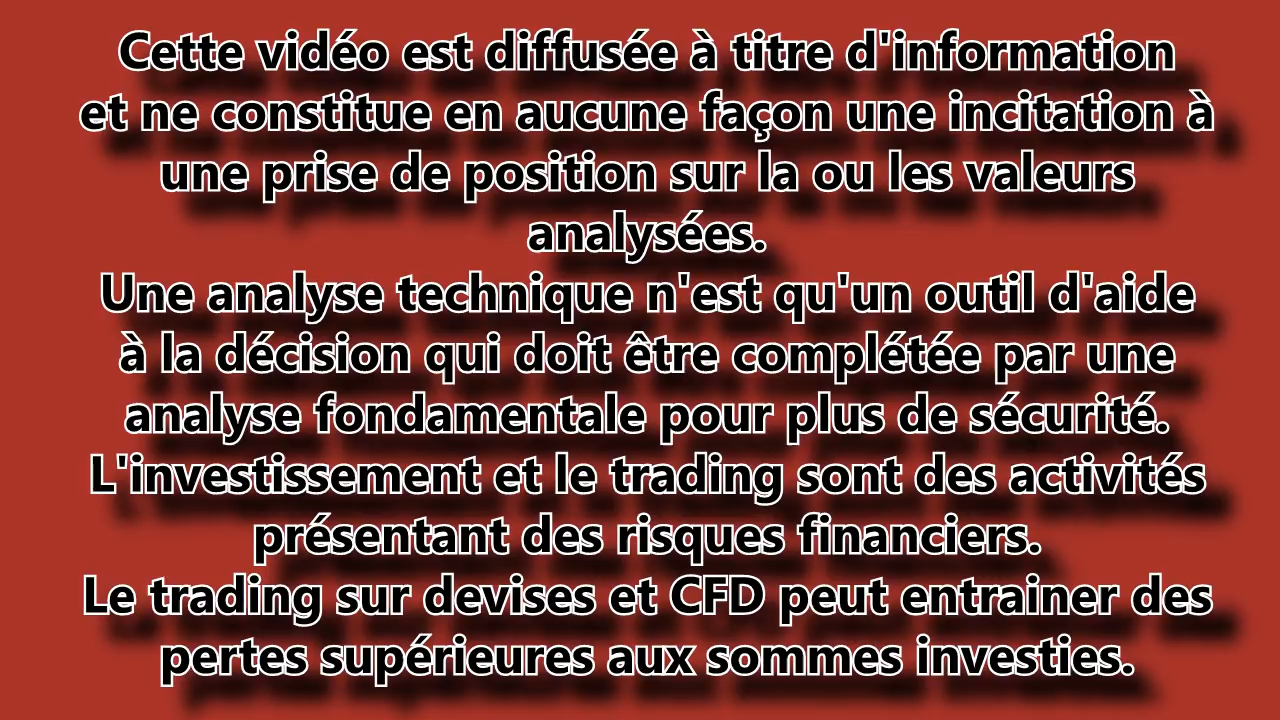 Cette vidéo est diffusée à titre d'information
et ne constitue en aucune façon une incitation à
une prise de position sur la ou les valeurs
analysées.
Une analyse technique n'est qu'un outil d'aide
à la décision qui doit être complétée par une
analyse fondamentale pour plus de sécurité.
L'investissement et le trading sont des activités
présentant des risques financiers.
Le trading sur devises et CFD peut entrainer des
pertes supérieures aux sommes investies.